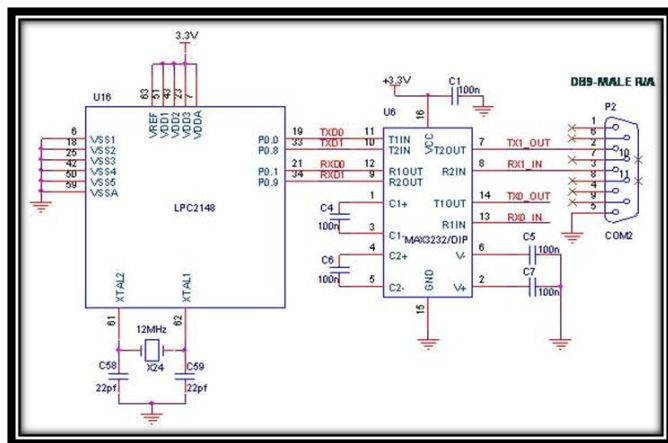 3.3V
+3.3V
C1
100n
DB9-MALE R/A
U16
63 51 43 23 7
VREF VDD1 VDD2 VDD3 VDDA
U6
16
VCC
P2
6 VSS1
18 VSS2
25 VSS3
42 VSS4
50 VSS5
59 VSSA
P0.0 19 TXD0 11 T1IN
P0.8 33 TXD1 10 T2IN
P0.1 21 RXD0 12 R1OUT
P0.9 34 RXD1 9 R2OUT
T2OUT 7 TX1_OUT
R2IN 8 RX1_IN
T1OUT 14 TX0_OUT
R1IN 13 RX0_IN
1
6
2
7
10
3
8
11
4
9
5
COM2
LPC2148
C4
100n
1 C1+
3 C1-
MAX3232/DIP
C6
100n
4 C2+
5 C2-
V- 6
C5
100n
V+ 2
C7
100n
GND
15
XTAL2
XTAL1
61
62
12MHz
X24
C58
22pf
C59
22pf